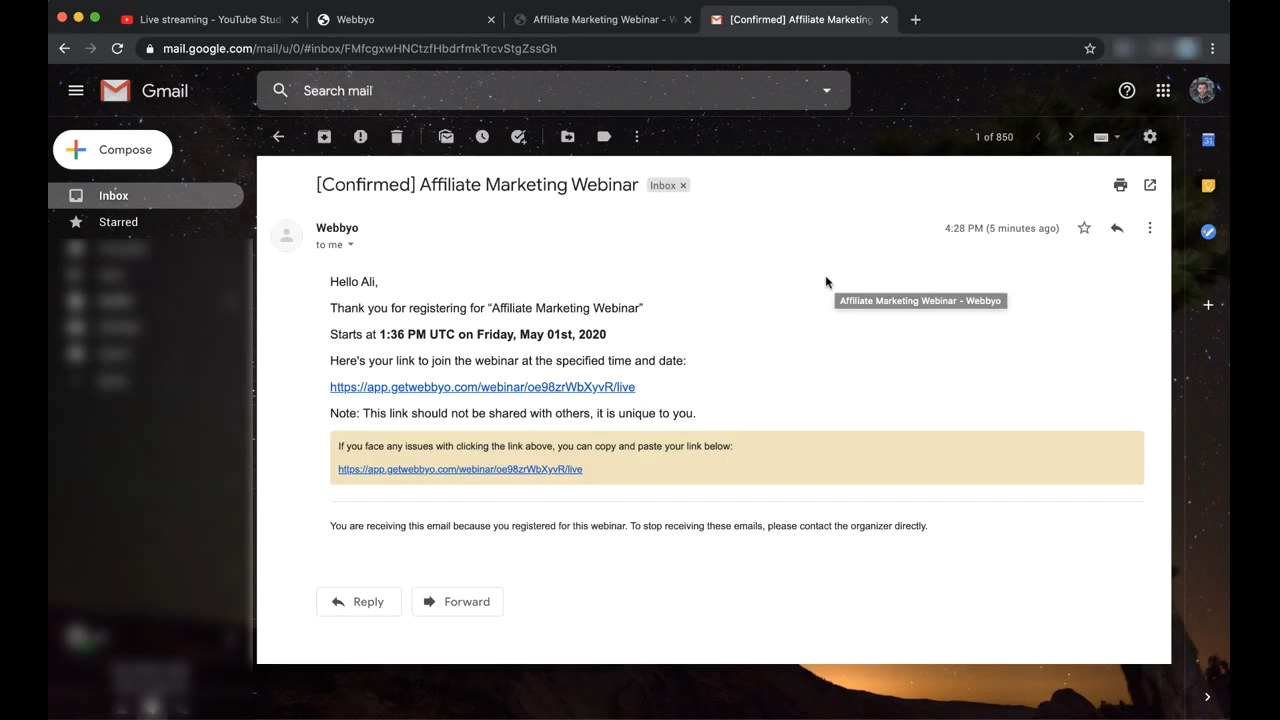 Live streaming - YouTube Stud
Webbyo
Affiliate Marketing Webinar - W
[Confirmed] Affiliate Marketing
mail.google.com/mail/u/0/#inbox/FMfcgxwHNCtzfHbdrfmkTrcvStgZssGh
Gmail
Search mail
Compose
1 of 850
31
Inbox
Starred
[Confirmed] Affiliate Marketing Webinar Inbox ×
Webbyo
4:28 PM (5 minutes ago)
to me
Hello Ali,
Affiliate Marketing Webinar - Webbyo
Thank you for registering for “Affiliate Marketing Webinar”
Starts at 1:36 PM UTC on Friday, May 01st, 2020
Here's your link to join the webinar at the specified time and date:
https://app.getwebbyo.com/webinar/oe98zrWbXyvR/live
Note: This link should not be shared with others, it is unique to you.
If you face any issues with clicking the link above, you can copy and paste your link below:
https://app.getwebbyo.com/webinar/oe98zrWbXyvR/live
You are receiving this email because you registered for this webinar. To stop receiving these emails, please contact the organizer directly.
Reply
Forward